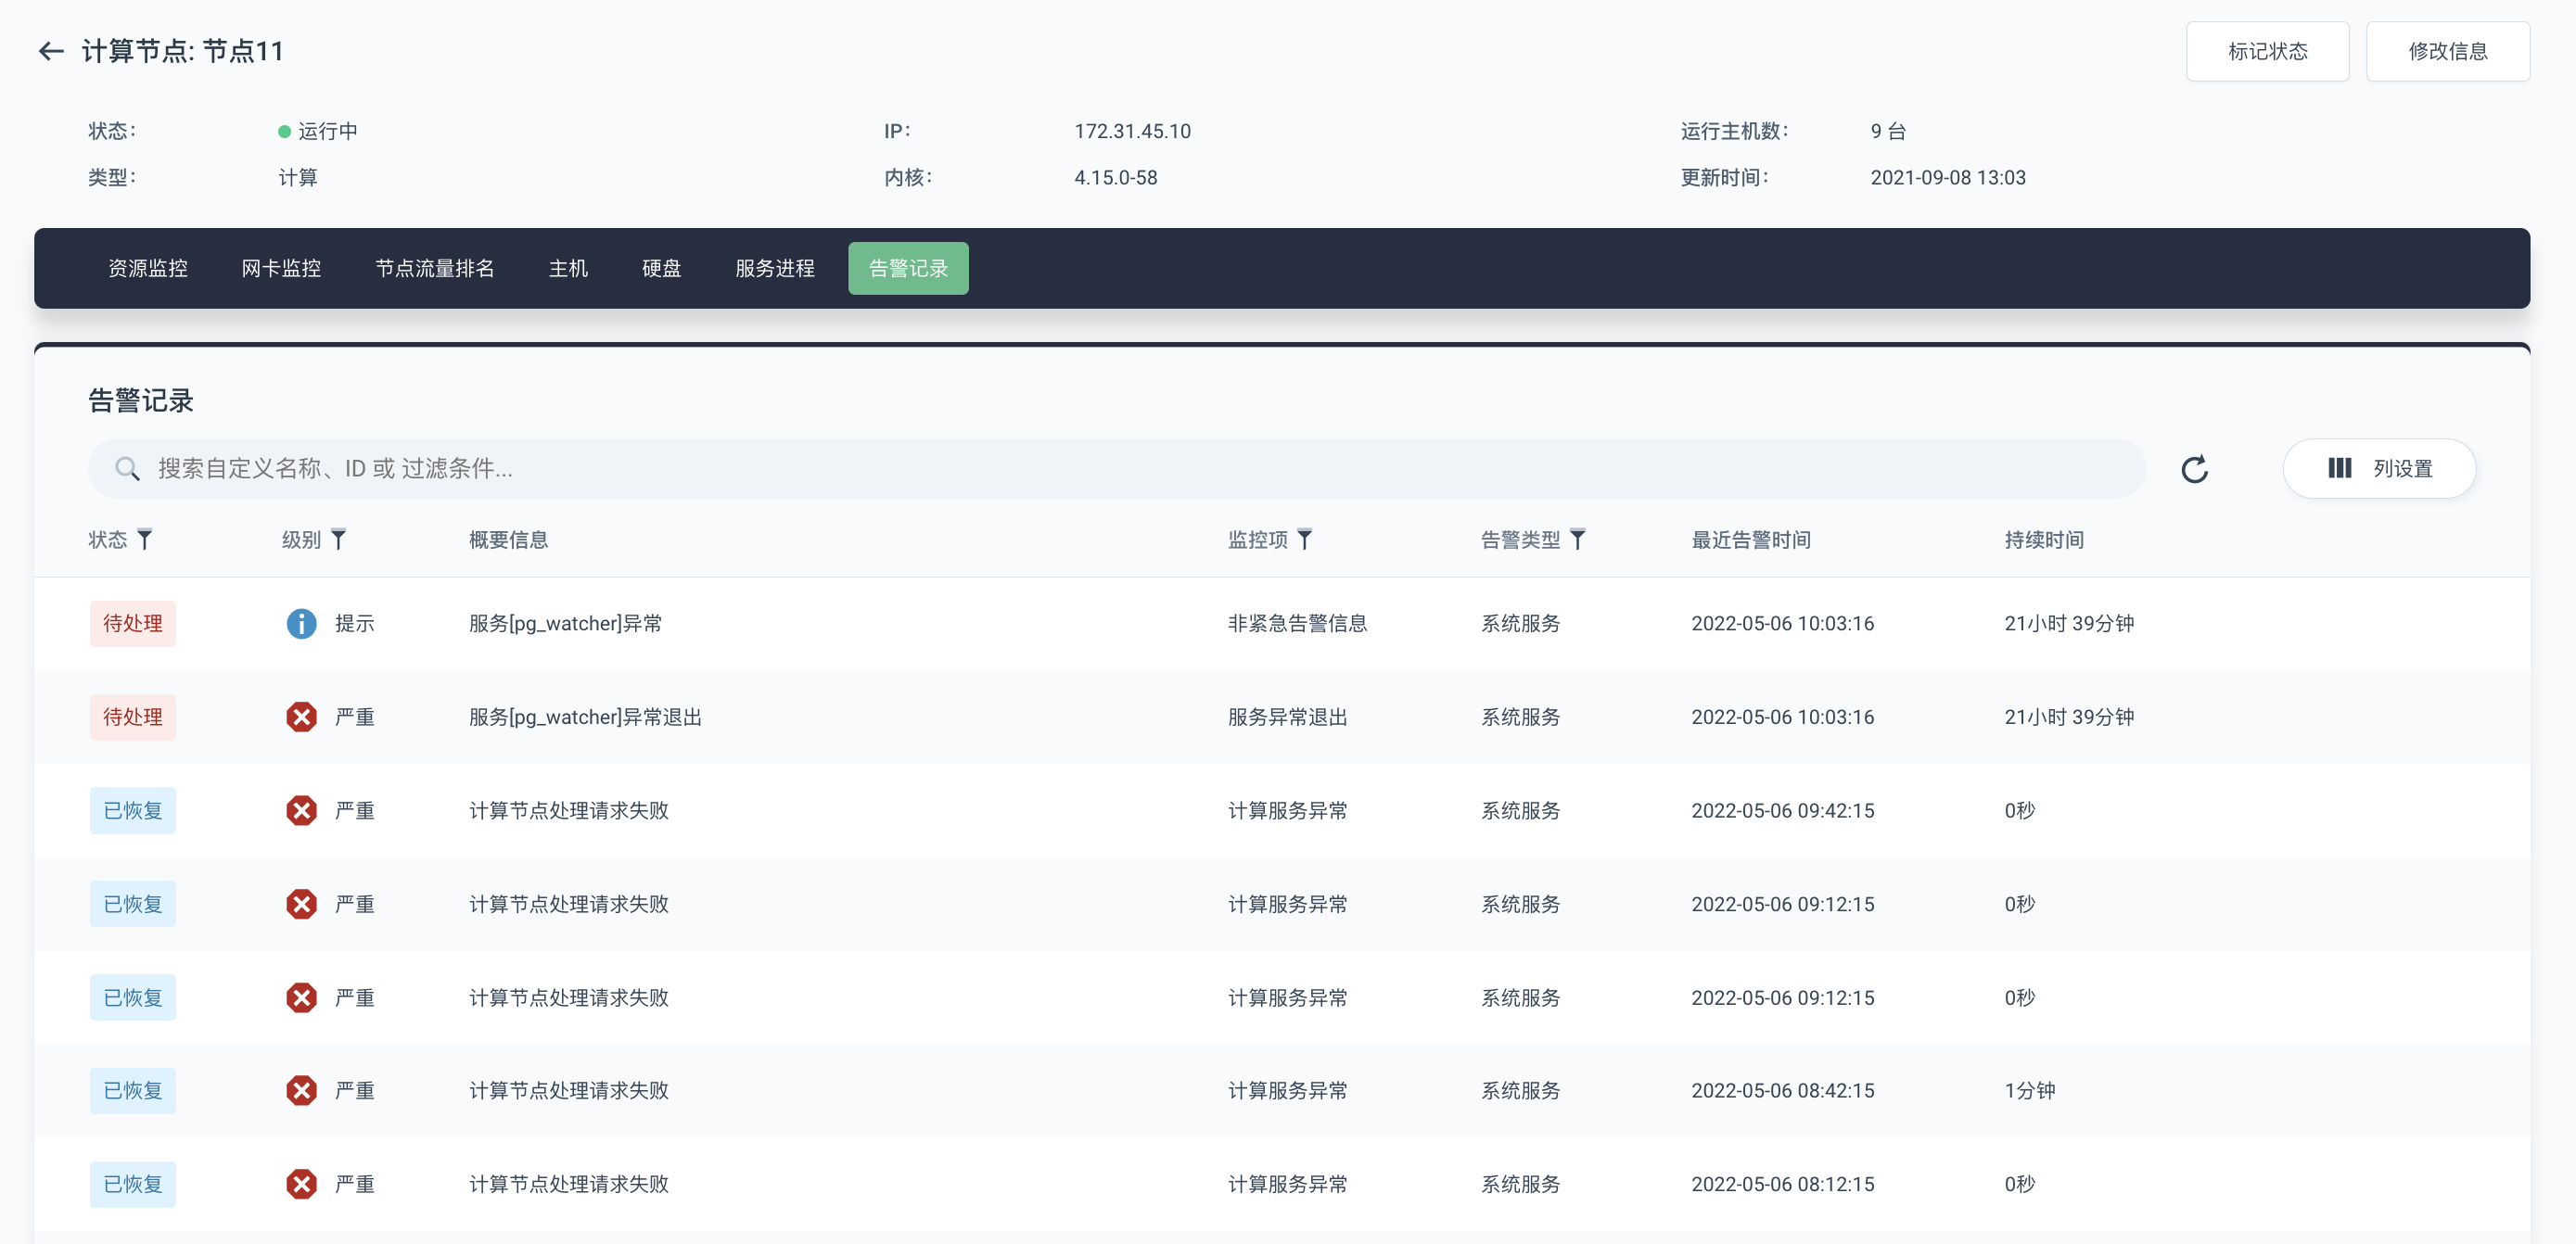 计算节点: 节点11
标记状态 修改信息
状态: 运行中 IP: 172.31.45.10 运行主机数: 9 台
类型: 计算 内核: 4.15.0-58 更新时间: 2021-09-08 13:03
资源监控 网卡监控 节点流量排名 主机 硬盘 服务进程 告警记录
告警记录
搜索自定义名称、ID 或 过滤条件...
列设置
状态 级别 概要信息 监控项 告警类型 最近告警时间 持续时间
待处理 提示 服务[pg_watcher]异常 非紧急告警信息 系统服务 2022-05-06 10:03:16 21小时 39分钟
待处理 严重 服务[pg_watcher]异常退出 服务异常退出 系统服务 2022-05-06 10:03:16 21小时 39分钟
已恢复 严重 计算节点处理请求失败 计算服务异常 系统服务 2022-05-06 09:42:15 0秒
已恢复 严重 计算节点处理请求失败 计算服务异常 系统服务 2022-05-06 09:12:15 0秒
已恢复 严重 计算节点处理请求失败 计算服务异常 系统服务 2022-05-06 09:12:15 0秒
已恢复 严重 计算节点处理请求失败 计算服务异常 系统服务 2022-05-06 08:42:15 1分钟
已恢复 严重 计算节点处理请求失败 计算服务异常 系统服务 2022-05-06 08:12:15 0秒